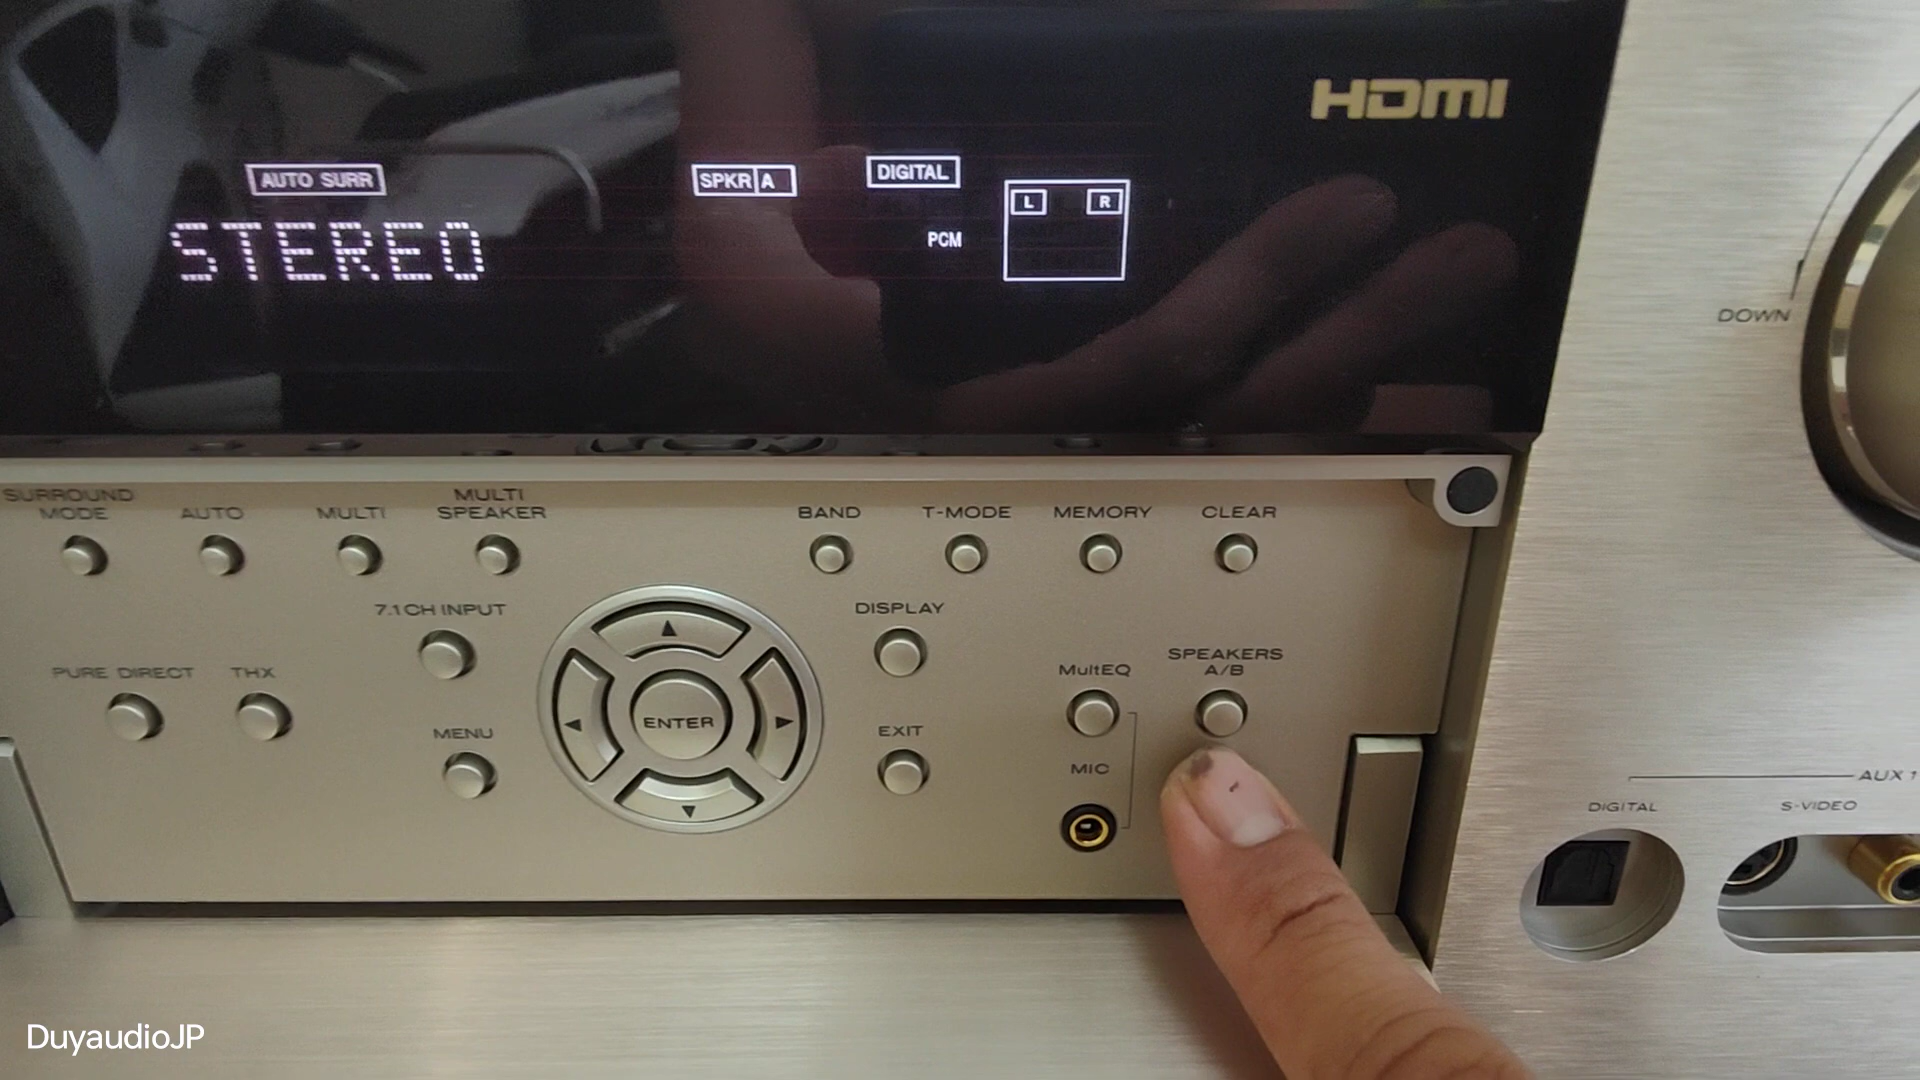 HDMI
AUTO SURR
SPKR A
DIGITAL
L R
STEREO
PCM
DOWN
SURROUND
MODE
AUTO
MULTI
MULTI
SPEAKER
BAND
T-MODE
MEMORY
CLEAR
7.1CH INPUT
DISPLAY
PURE DIRECT
THX
ENTER
MultEQ
SPEAKERS
A/B
MENU
EXIT
MIC
AUX 1
DIGITAL
S-VIDEO
DuyaudioJP